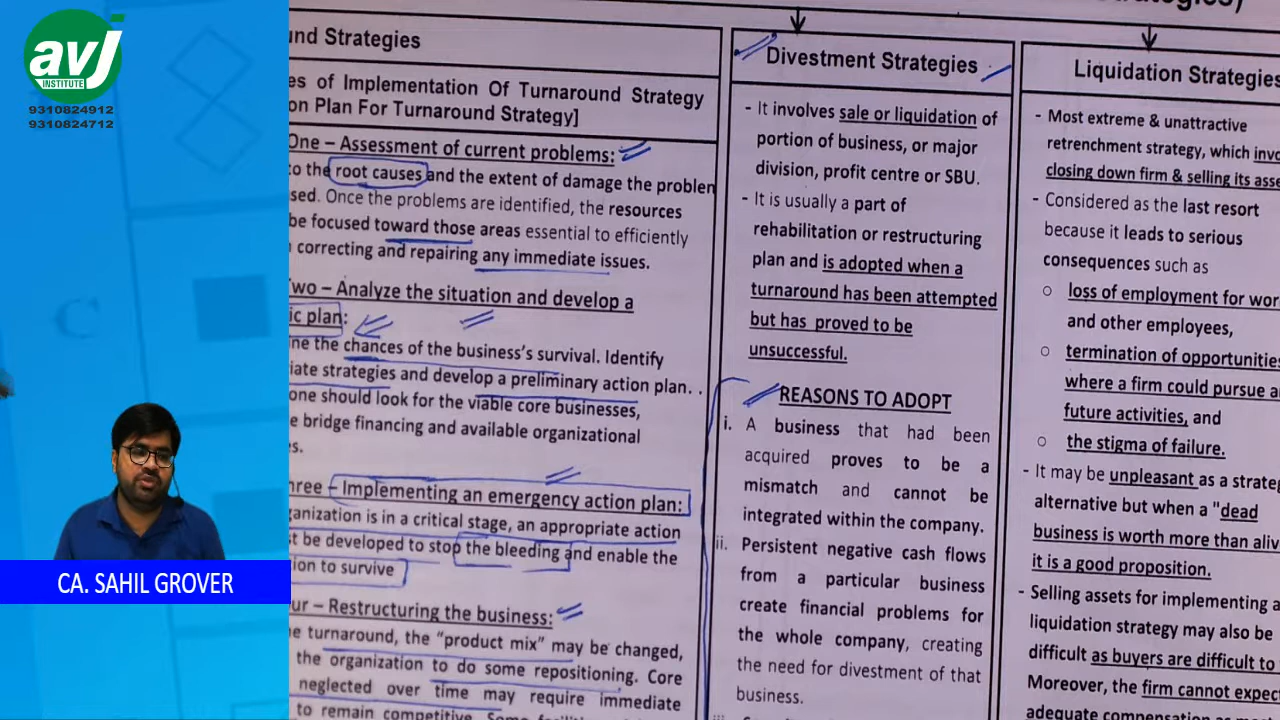 avj
INSTITUTE
9310824912
9310824712
CA. SAHIL GROVER
und Strategies
es of Implementation Of Turnaround Strategy
on Plan For Turnaround Strategy]
One – Assessment of current problems:
to the root causes and the extent of damage the problem
sed. Once the problems are identified, the resources
be focused toward those areas essential to efficiently
correcting and repairing any immediate issues.
Two – Analyze the situation and develop a
ic plan:
ne the chances of the business's survival. Identify
iate strategies and develop a preliminary action plan. .
one should look for the viable core businesses,
e bridge financing and available organizational
s.
hree – Implementing an emergency action plan:
ganization is in a critical stage, an appropriate action
t be developed to stop the bleeding and enable the
ion to survive
ur – Restructuring the business:
e turnaround, the "product mix" may be changed,
the organization to do some repositioning. Core
neglected over time may require immediate
to remain competitive.
Divestment Strategies
- It involves sale or liquidation of
portion of business, or major
division, profit centre or SBU.
- It is usually a part of
rehabilitation or restructuring
plan and is adopted when a
turnaround has been attempted
but has proved to be
unsuccessful.
REASONS TO ADOPT
i. A business that had been
acquired proves to be a
mismatch and cannot be
integrated within the company.
ii. Persistent negative cash flows
from a particular business
create financial problems for
the whole company, creating
the need for divestment of that
business.
Liquidation Strategies
- Most extreme & unattractive
retrenchment strategy, which invo
closing down firm & selling its asse
- Considered as the last resort
because it leads to serious
consequences such as
○ loss of employment for wor
and other employees,
○ termination of opportunities
where a firm could pursue a
future activities, and
○ the stigma of failure.
- It may be unpleasant as a strateg
alternative but when a "dead
business is worth more than aliv
it is a good proposition.
- Selling assets for implementing a
liquidation strategy may also be
difficult as buyers are difficult to
Moreover, the firm cannot expec
adequate compensation as